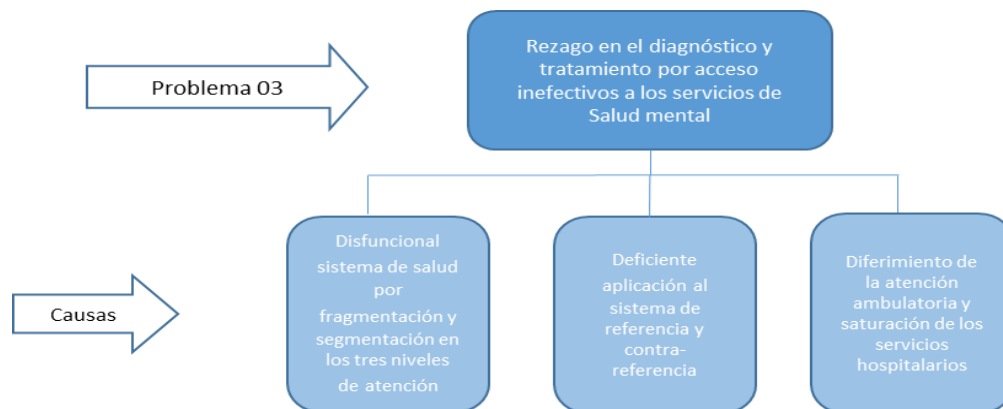 Problema 03
Rezago en el diagnóstico y
tratamiento por acceso
inefectivos a los servicios de
Salud mental
Causas
Disfuncional
sistema de salud
por
fragmentación y
segmentación en
los tres niveles
de atención
Deficiente
aplicación al
sistema de
referencia y
contra-
referencia
Diferimiento de
la atención
ambulatoria y
saturación de los
servicios
hospitalarios